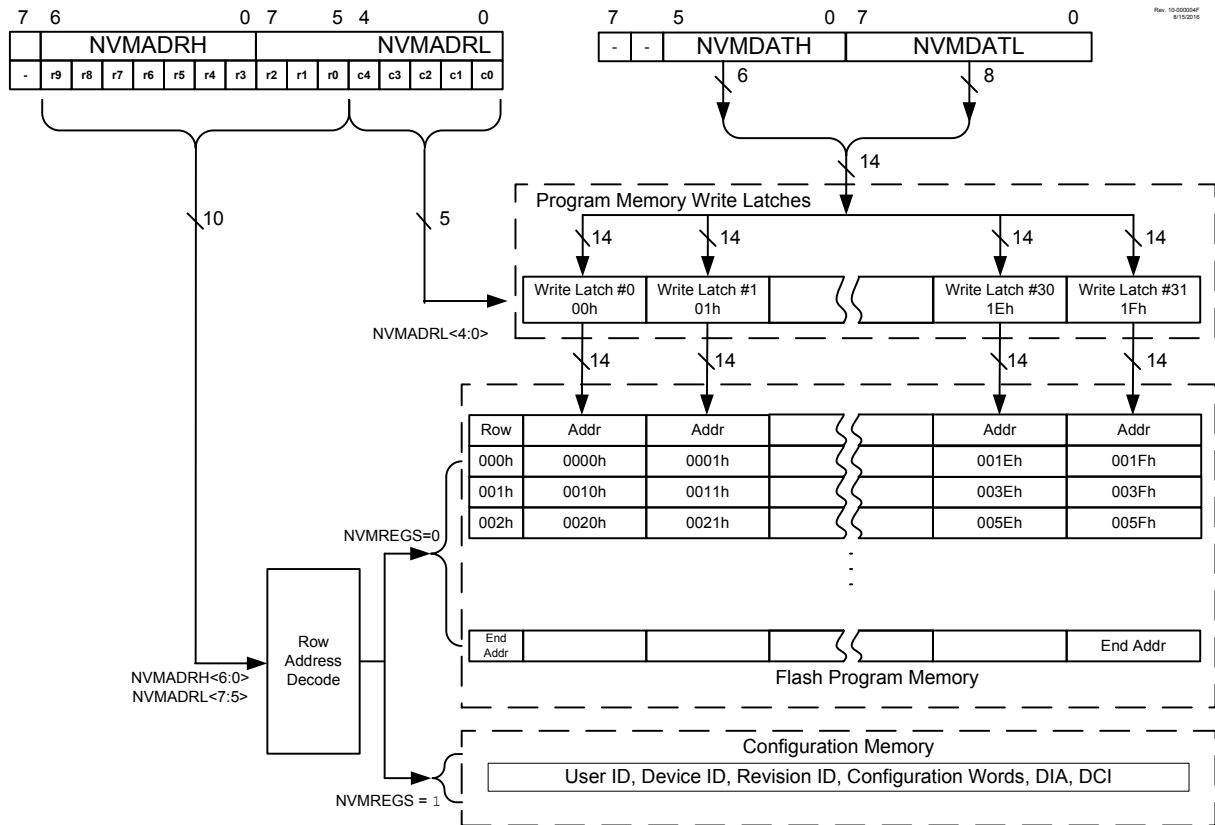 7 6 0 7 5 4 0
NVMADRH NVMADRL
- r9 r8 r7 r6 r5 r4 r3 r2 r1 r0 c4 c3 c2 c1 c0
7 5 0 7 0
- - NVMDATH NVMDATL
Rev. 10-000004F
8/15/2016
6 8
14
10 5
Program Memory Write Latches
14 14 14 14
Write Latch #0 Write Latch #1 Write Latch #30 Write Latch #31
00h 01h 1Eh 1Fh
NVMADRL<4:0>
14 14 14 14
Row Addr Addr Addr Addr
000h 0000h 0001h 001Eh 001Fh
001h 0010h 0011h 003Eh 003Fh
002h 0020h 0021h 005Eh 005Fh
NVMREGS=0
End
Addr
End Addr
Flash Program Memory
Row
Address
Decode
NVMADRH<6:0>
NVMADRL<7:5>
Configuration Memory
User ID, Device ID, Revision ID, Configuration Words, DIA, DCI
NVMREGS = 1